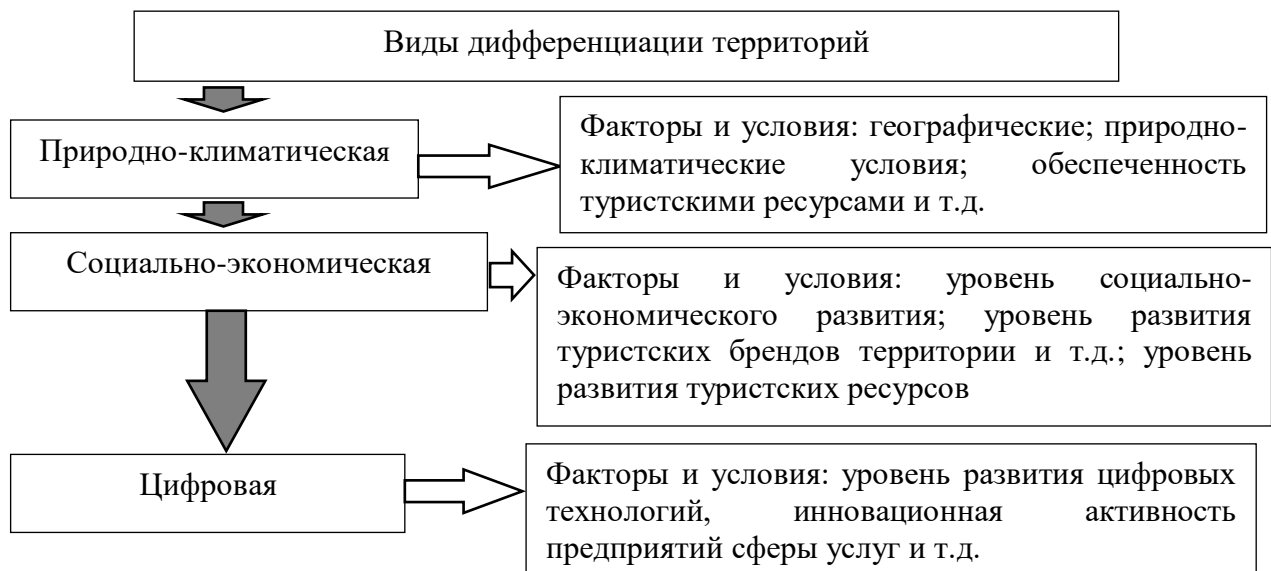 Виды дифференциации территорий
Природно-климатическая
Факторы и условия: географические; природно-
климатические условия; обеспеченность
туристскими ресурсами и т.д.
Социально-экономическая
Факторы и условия: уровень социально-
экономического развития; уровень развития
туристских брендов территории и т.д.; уровень
развития туристских ресурсов
Цифровая
Факторы и условия: уровень развития цифровых
технологий, инновационная активность
предприятий сферы услуг и т.д.